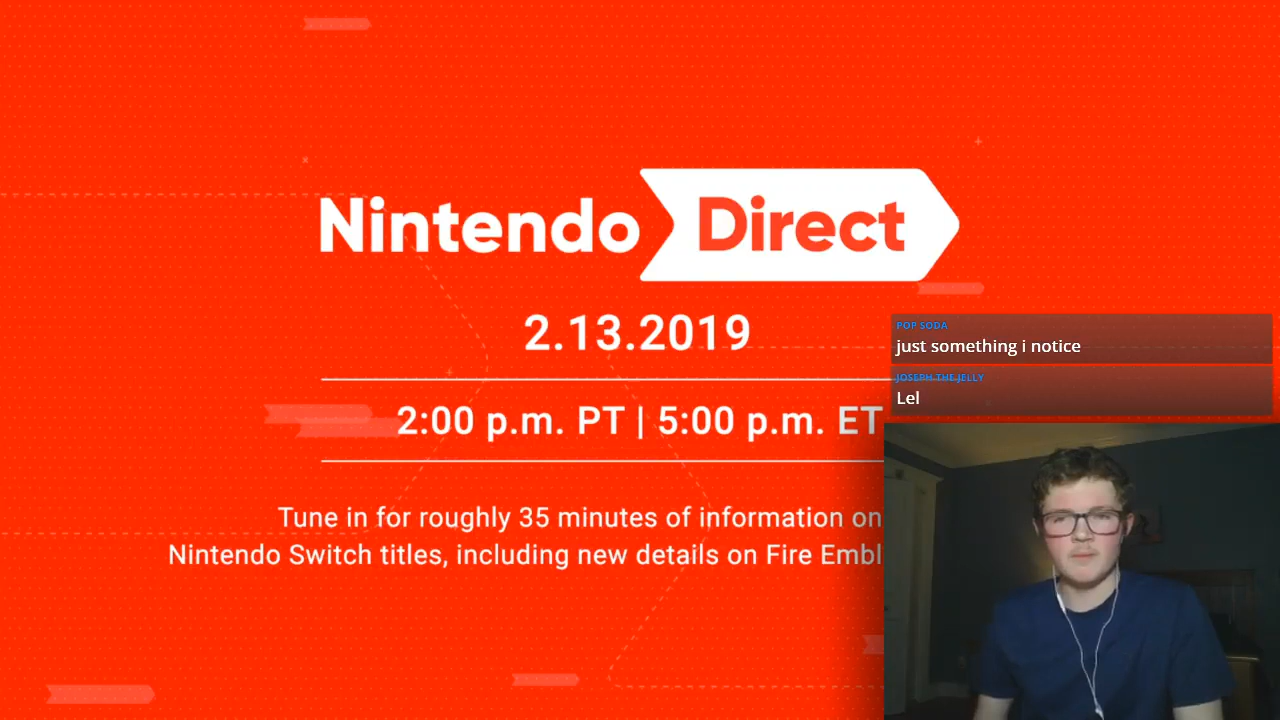 Nintendo Direct
2.13.2019
2:00 p.m. PT | 5:00 p.m. ET
Tune in for roughly 35 minutes of information on
Nintendo Switch titles, including new details on Fire Embl
POP SODA
just something i notice
JOSEPH THE JELLY
Lel